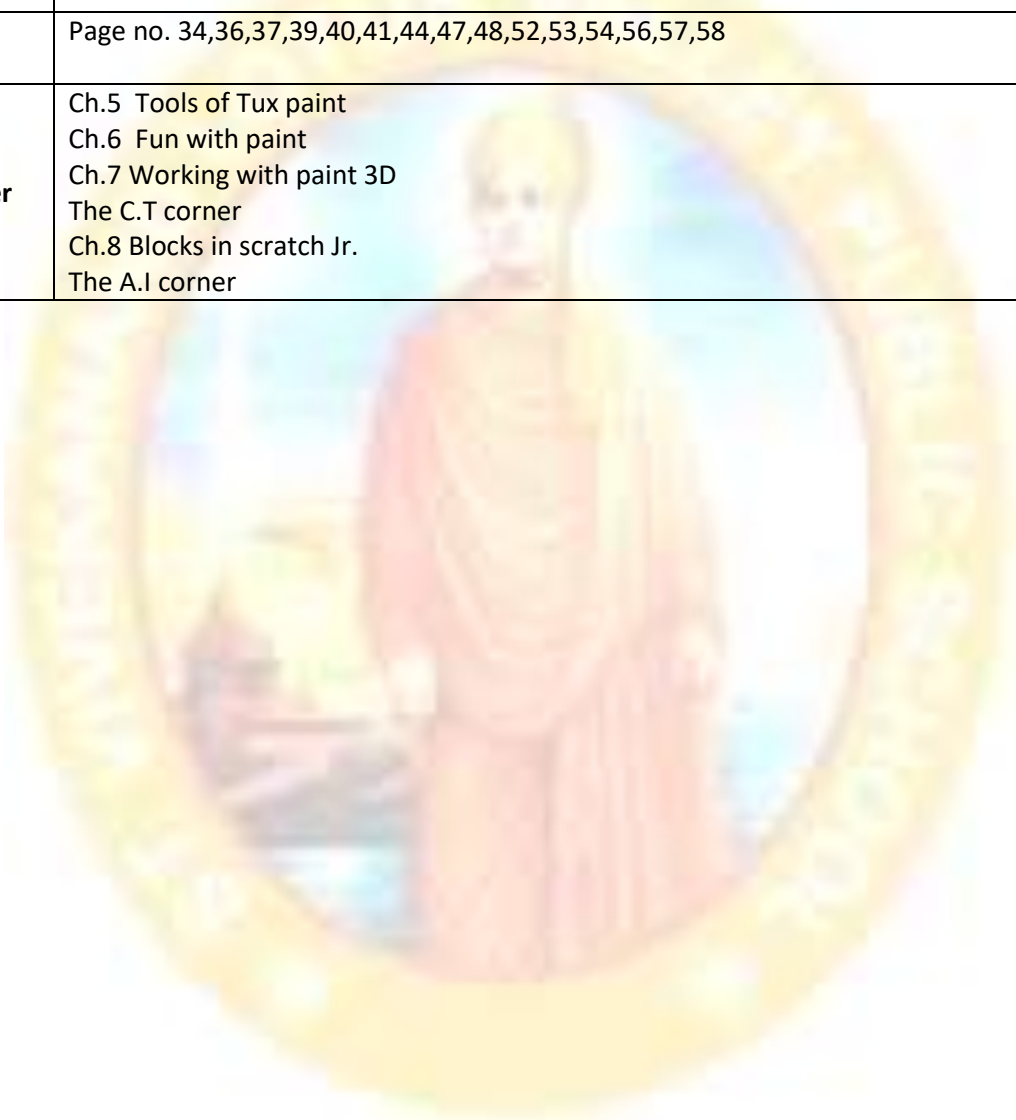 Page no. 34,36,37,39,40,41,44,47,48,52,53,54,56,57,58
Ch.5 Tools of Tux paint
Ch.6 Fun with paint
Ch.7 Working with paint 3D
er
The C.T corner
Ch.8 Blocks in scratch Jr.
The A.I corner